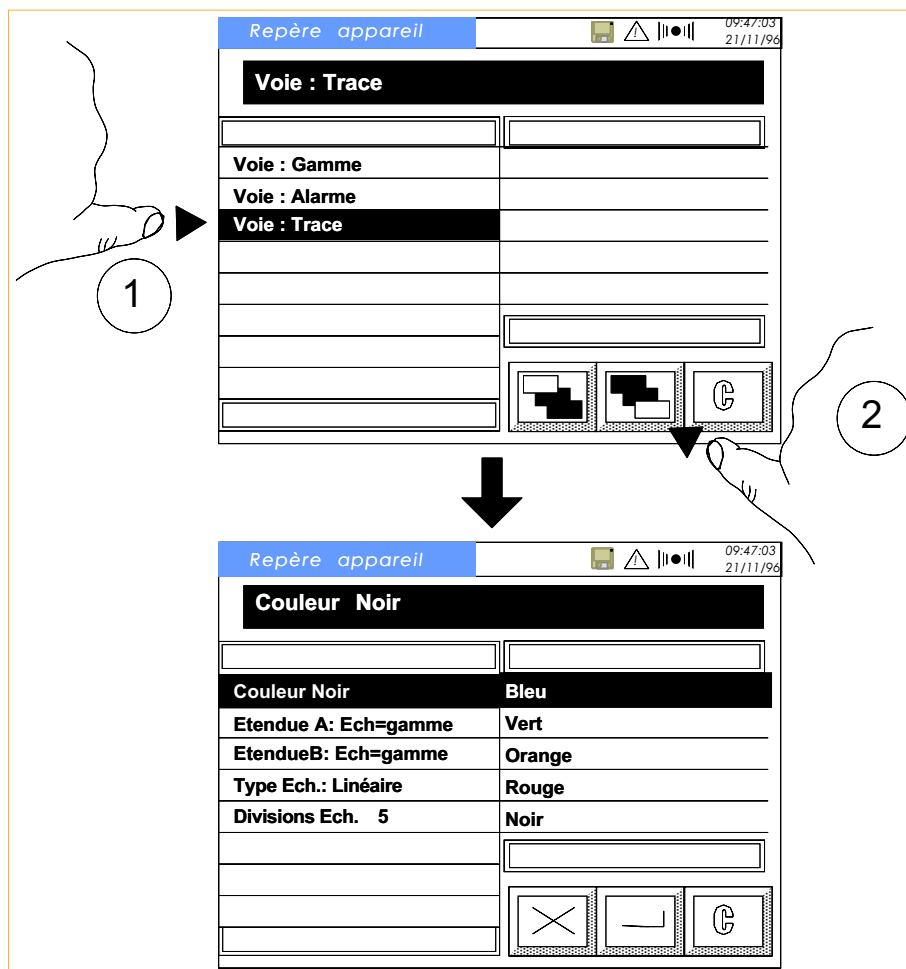 Repère appareil
09:47:03
21/11/96
Voie : Trace
Voie : Gamme
Voie : Alarme
Voie : Trace
1
C
2
Repère appareil
09:47:03
21/11/96
Couleur Noir
Couleur Noir Bleu
Etendue A: Ech=gamme Vert
EtendueB: Ech=gamme Orange
Type Ech.: Linéaire Rouge
Divisions Ech. 5 Noir
C